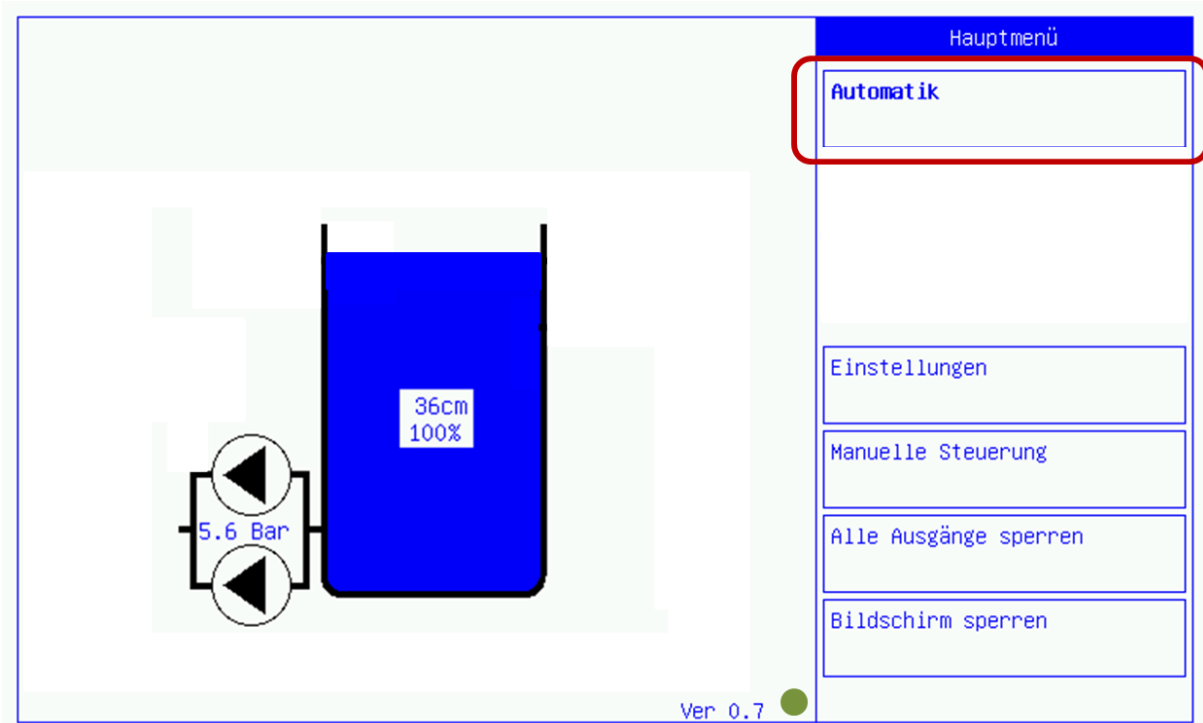 Hauptmenü
Automatik
Einstellungen
36cm
100%
Manuelle Steuerung
5.6 Bar
Alle Ausgänge sperren
Bildschirm sperren
Ver 0.7